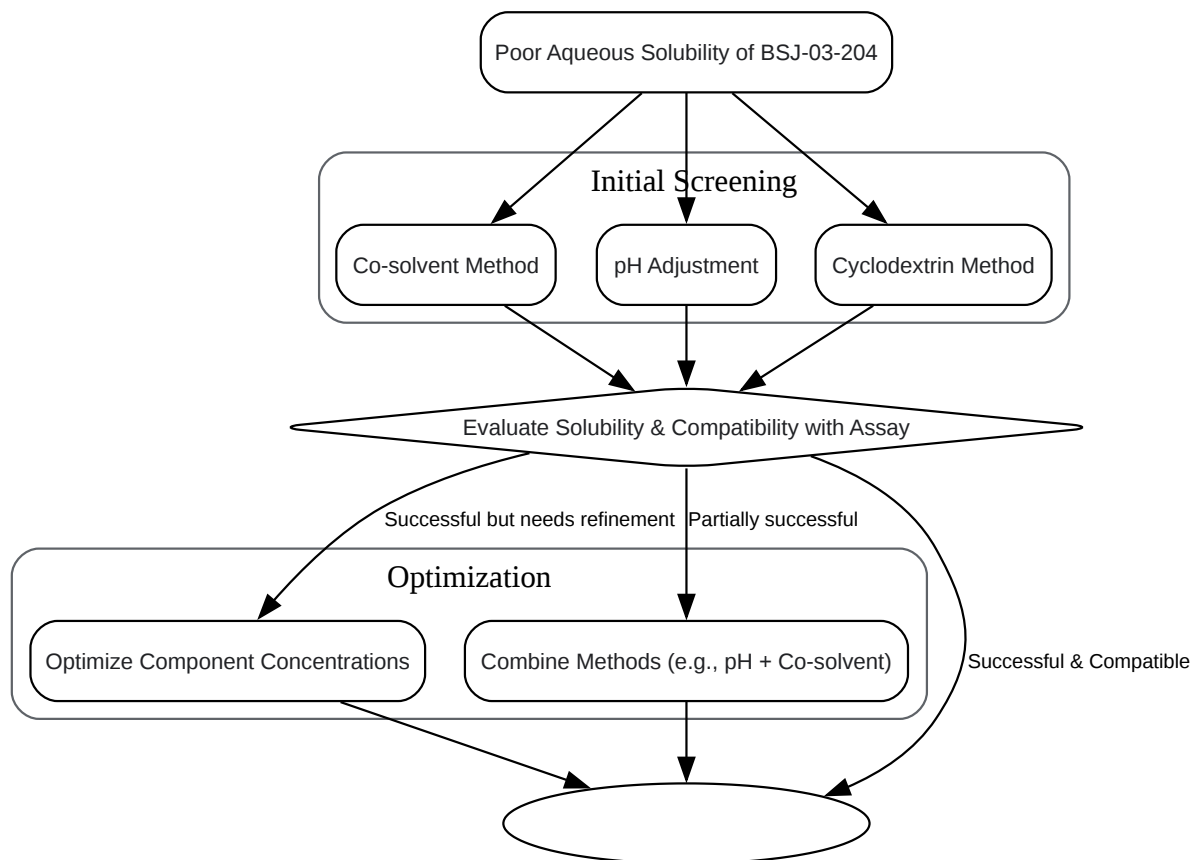 Poor Aqueous Solubility of BSJ-03-204
Initial Screening
Co-solvent Method
pH Adjustment
Cyclodextrin Method
Evaluate Solubility & Compatibility with Assay
Successful but needs refinement
Partially successful
Optimization
Optimize Component Concentrations
Combine Methods (e.g., pH + Co-solvent)
Successful & Compatible